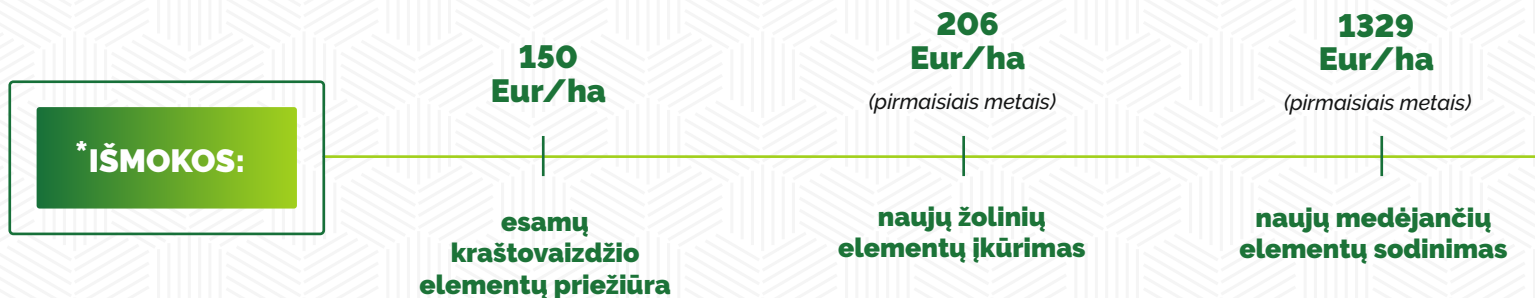 *IŠMOKOS:
150
Eur/ha
esamų
kraštovaizdžio
elementų priežiūra
206
Eur/ha
(pirmaisiais metais)
naujų žolinių
elementų įkūrimas
1329
Eur/ha
(pirmaisiais metais)
naujų medėjančių
elementų sodinimas